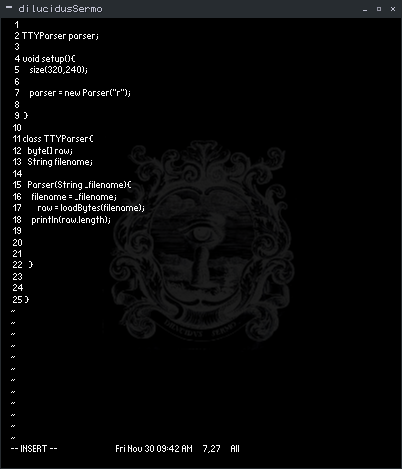 dilucidusSermo
1
2 TTYParser parser;
3
4 void setup(){
5 size(320,240);
6
7 parser = new Parser("r");
8
9 }
10
11 class TTYParser{
12 byte[] raw;
13 String filename;
14
15 Parser(String _filename){
16 filename = _filename;
17 raw = loadBytes(filename);
18 println(raw.length);
19
20
21
22 }
23
24
25 }
~
~
~
~
~
~
~
~
~
~
~
-- INSERT -- Fri Nov 30 09:42 AM 7,27 All